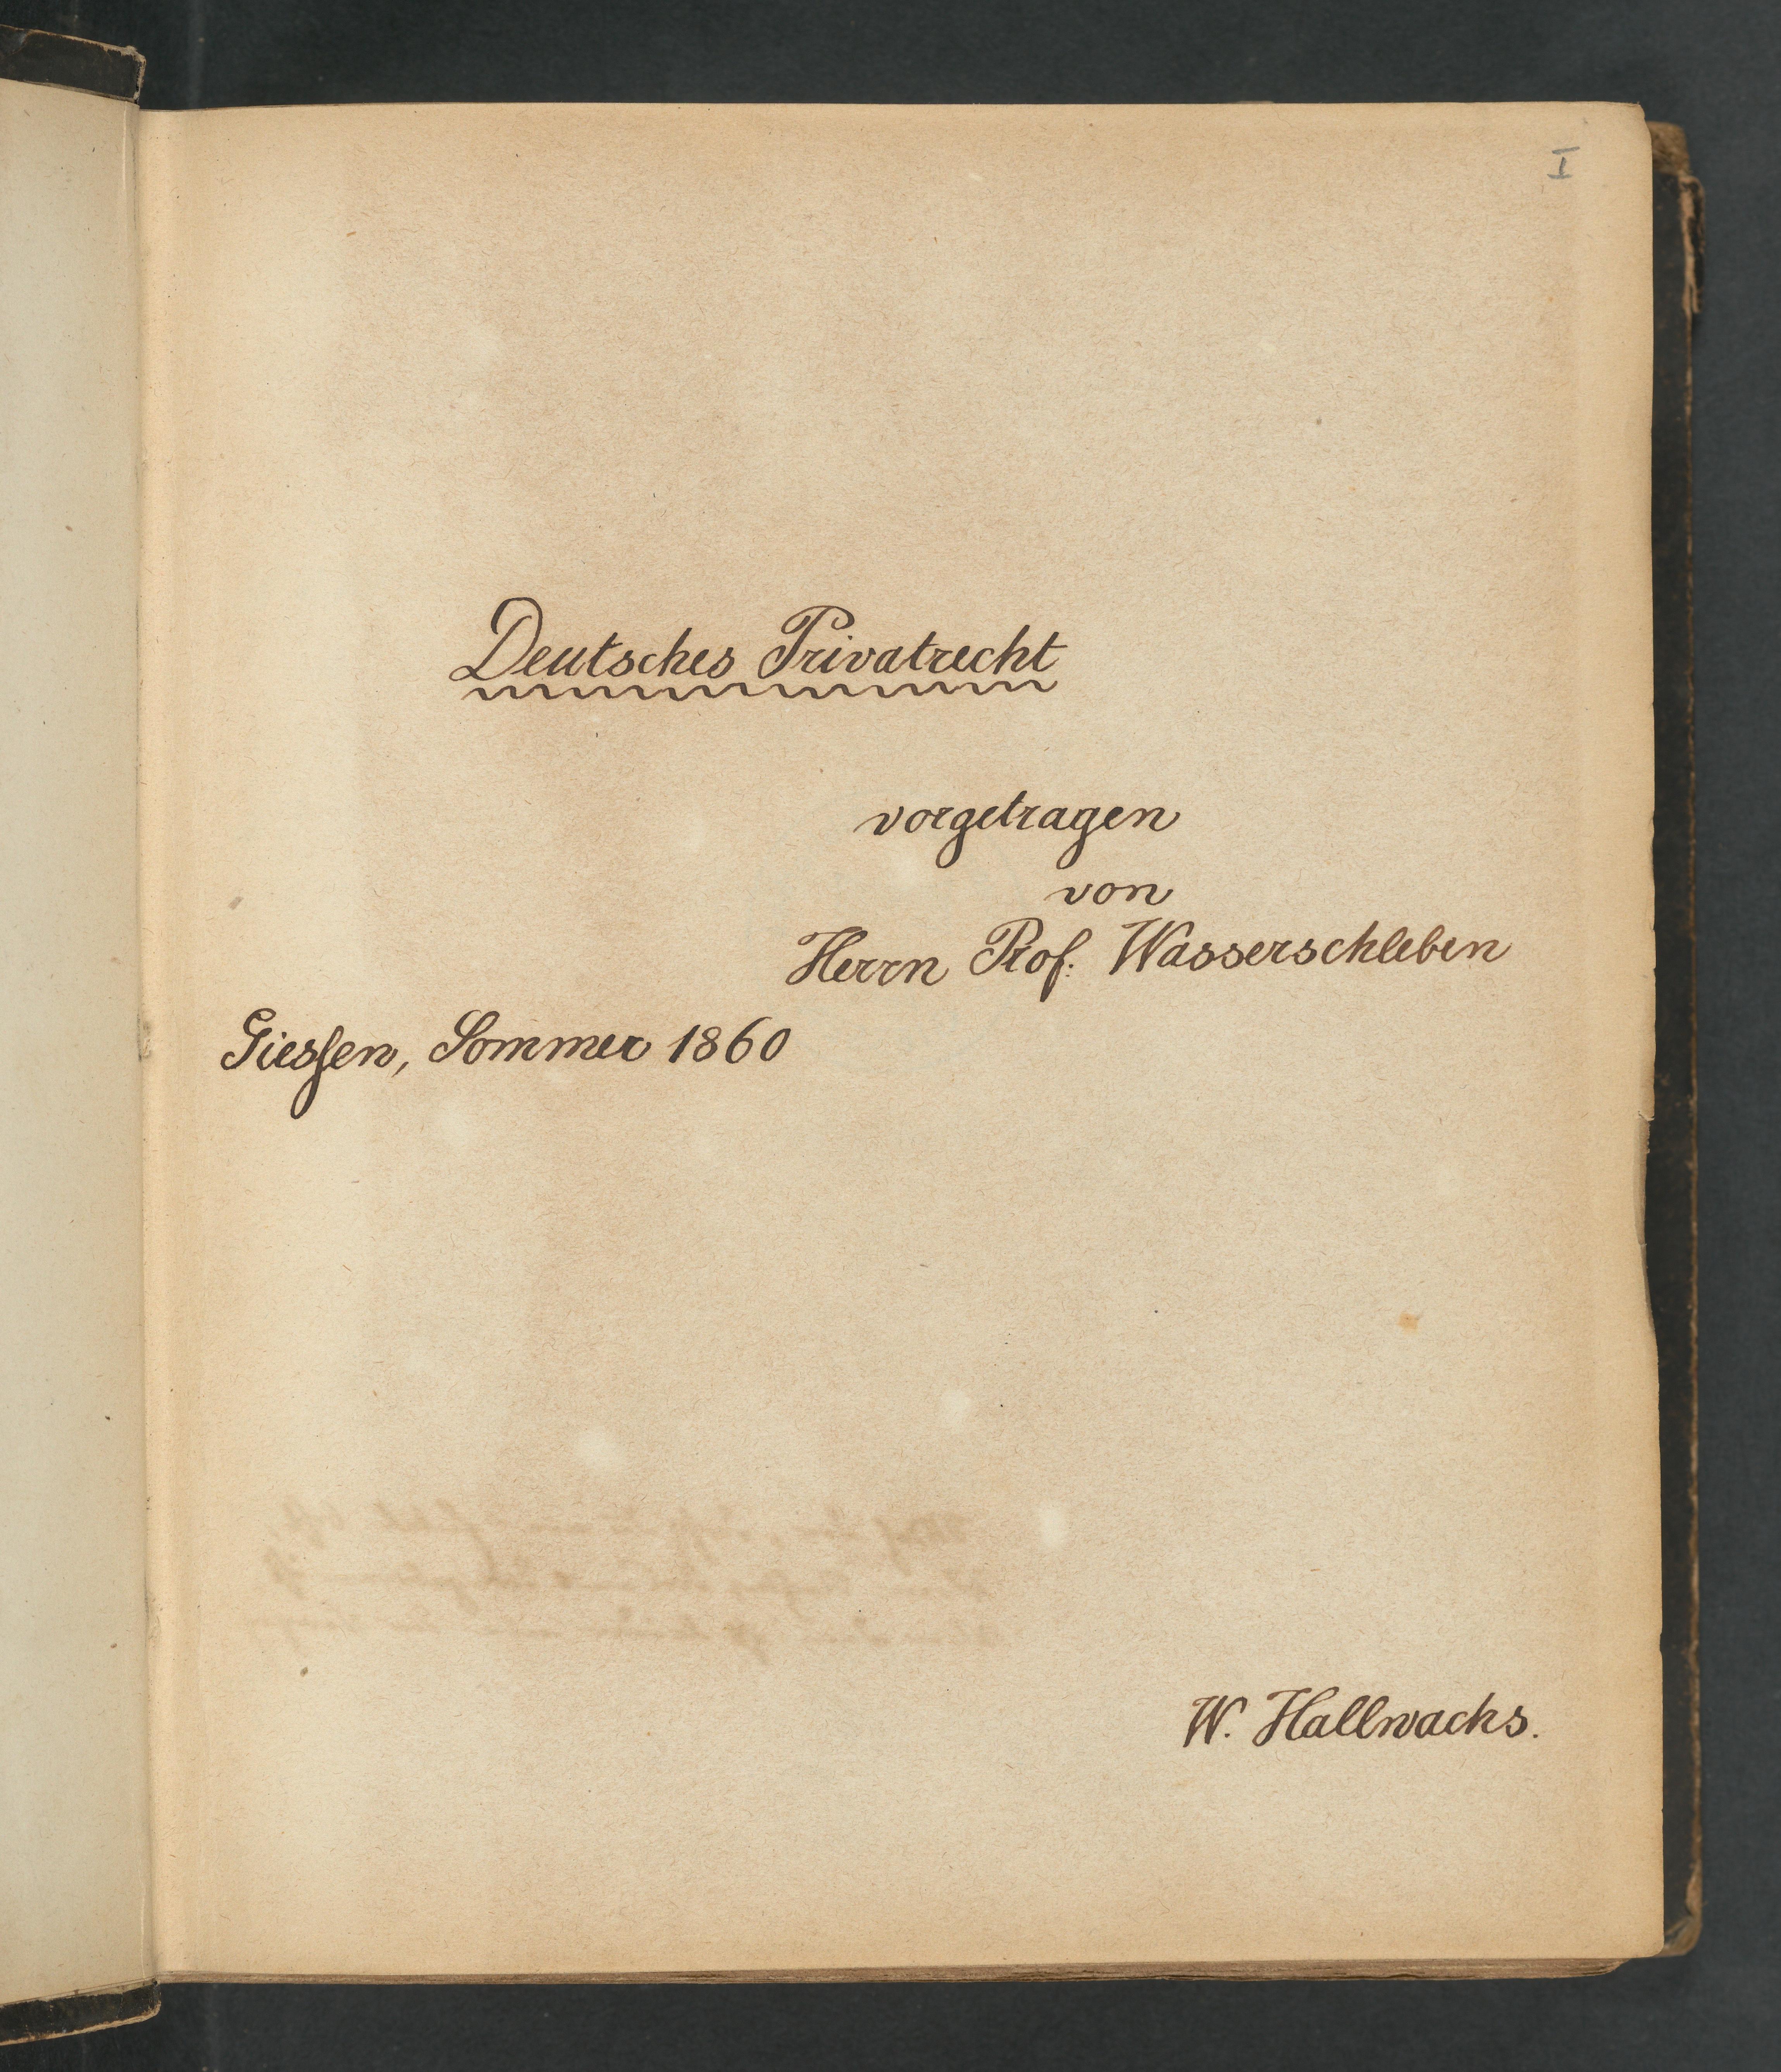 I
Deutsches Privatrecht
vorgetragen
von
Herrn Prof. Wasserschleben
Giessen, Sommer 1860
W. Hallwachs.